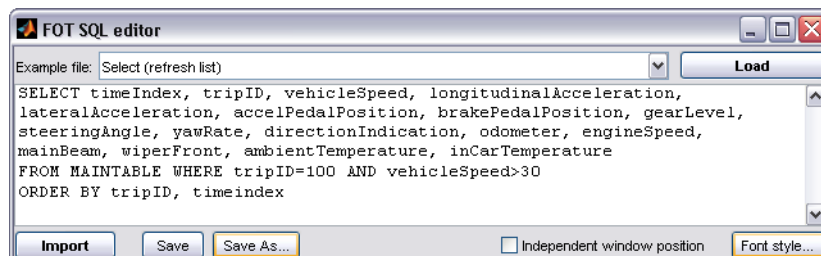 FOT SQL editor
Example file: Select (refresh list) Load
SELECT timeIndex, tripID, vehicleSpeed, longitudinalAcceleration,
lateralAcceleration, accelPedalPosition, brakePedalPosition, gearLevel,
steeringAngle, yawRate, directionIndication, odometer, engineSpeed,
mainBeam, wiperFront, ambientTemperature, inCarTemperature
FROM MAINTABLE WHERE tripID=100 AND vehicleSpeed>30
ORDER BY tripID, timeindex
Import Save Save As... Independent window position Font style...